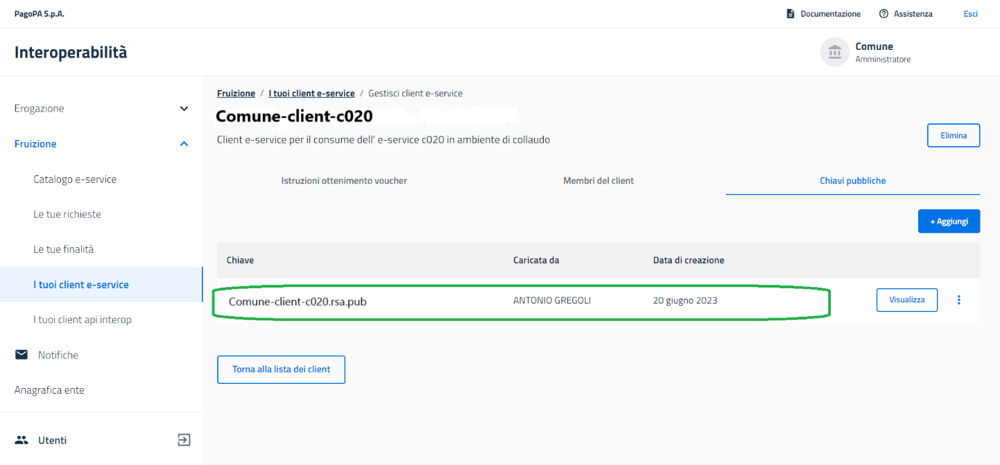 PagoPA S.p.A.
Documentazione
Assistenza
Esci
Interoperabilità
Comune
Amministratore
Erogazione
Fruizione
Catalogo e-service
Le tue richieste
Le tue finalità
I tuoi client e-service
I tuoi client api interop
Notifiche
Anagrafica ente
Utenti
Fruizione / I tuoi client e-service / Gestisci client e-service
Comune-client-c020
Client e-service per il consume dell' e-service c020 in ambiente di collaudo
Elimina
Istruzioni ottenimento voucher
Membri del client
Chiavi pubbliche
+ Aggiungi
Chiave Caricata da Data di creazione
Comune-client-c020.rsa.pub ANTONIO GREGOLI 20 giugno 2023 Visualizza
Torna alla lista dei client